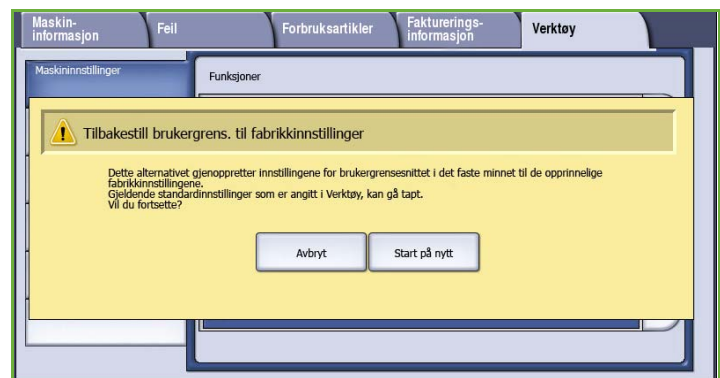 Maskin-
informasjon
Feil
Forbruksartikler
Fakturerings-
informasjon
Verktøy
Maskininnstillinger
Funksjoner
Tilbakestill brukergrens. til fabrikkinnstillinger
Dette alternativet gjenoppretter innstillingene for brukergrensesnittet i det faste minnet til de opprinnelige
fabrikkinnstillingene.
Gjeldende standardinnstillinger som er angitt i Verktøy, kan gå tapt.
Vil du fortsette?
Avbryt
Start på nytt